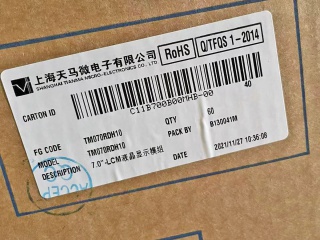 上海天马微电子有限公司
SHANGHAI TIANMA MICRO-ELECTRONICS CO., LTD
RoHS
Q/TFQS 1-2014
CARTON ID
C11B700B00MHB-00
40
FG CODE TM070RDH10 QTY 60
MODEL TM070RDH10 PACK BY B13D041M
DESCRIPTION 7.0"-LCM液晶显示模组 DATE 2021/11/27 10:36:08